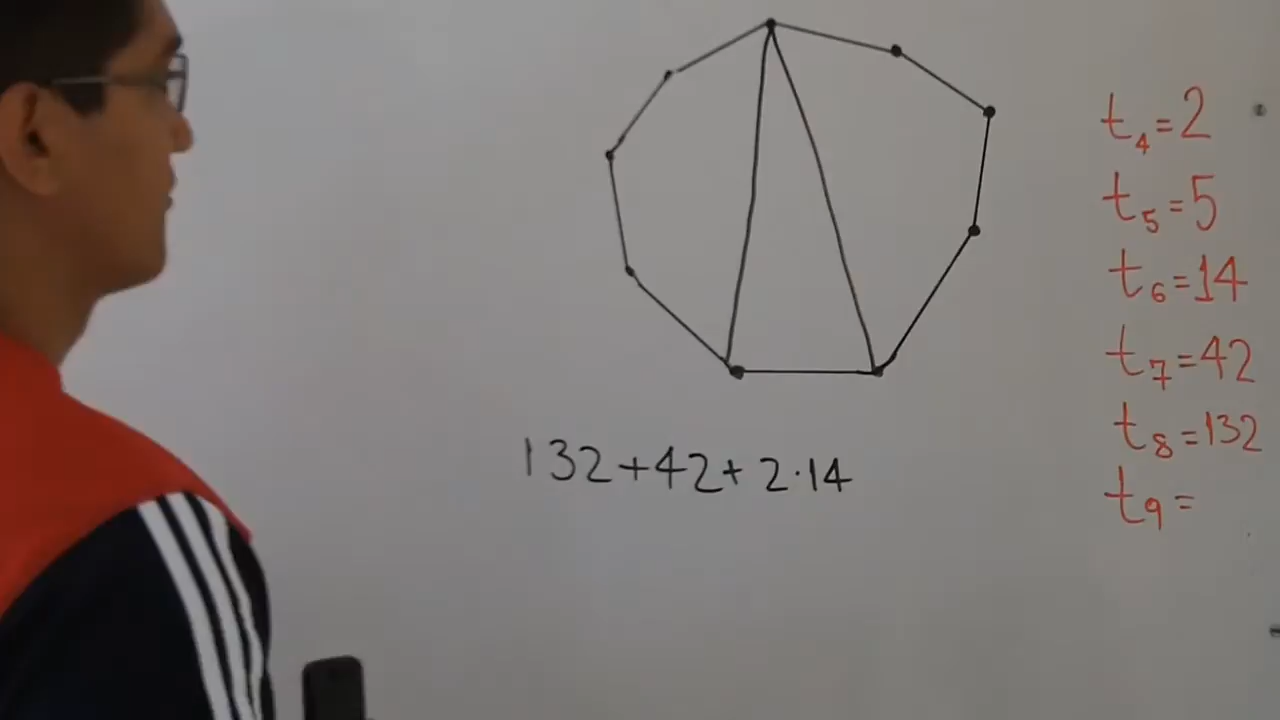 t₄=2
t₅=5
t₆=14
t₇=42
t₈=132
t₉=
132+42+2·14